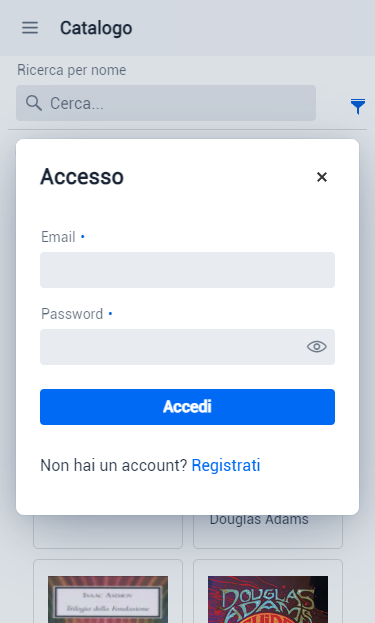 Catalogo
Ricerca per nome
Cerca...
Accesso
Email •
Password •
Accedi
Non hai un account? Registrati
Douglas Adams
Isaac Asimov
Trilogia della Fondazione
DOUGLAS
ADAMS